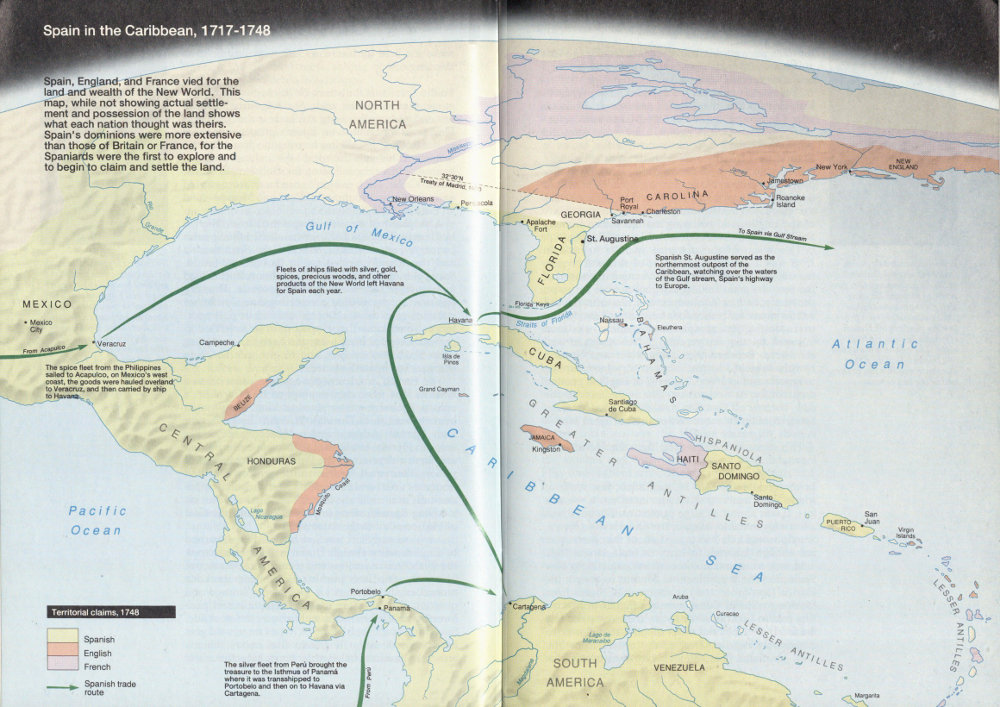 Spain in the Caribbean, 1717-1748
Spain, England, and France vied for the
land and wealth of the New World. This
map, while not showing actual settle-
ment and possession of the land shows
what each nation thought was theirs.
Spain's dominions were more extensive
than those of Britain or France, for the
Spaniards were the first to explore and
to begin to claim and settle the land.
NORTH
AMERICA
Ohio
32°30'N
Treaty of Madrid,
New Orleans
Pensacola
Apalache
Fort
GEORGIA
Port
Royal
Savannah
Charleston
CAROLINA
Jamestown
Roanoke
Island
New York
NEW
ENGLAND
St. Augustine
FLORIDA
To Spain via Gulf Stream
Spanish St. Augustine served as the
northernmost outpost of the
Caribbean, watching over the waters
of the Gulf stream, Spain's highway
to Europe.
Rio
Grande
Gulf of Mexico
Fleets of ships filled with silver, gold,
spices, precious woods, and other
products of the New World left Havana
for Spain each year.
Florida Keys
Straits of Florida
Havana
Nassau
Eleuthera
BAHAMAS
Atlantic
Ocean
MEXICO
Mexico
City
From Acapulco
Veracruz
Campeche
The spice fleet from the Philippines
sailed to Acapulco, on Mexico's west
coast, the goods were hauled overland
to Veracruz, and then carried by ship
to Havana
Isla de
Pinos
CUBA
Grand Cayman
Santiago
de Cuba
BELIZE
JAMAICA
Kingston
GREATER ANTILLES
HISPANIOLA
HAITI
SANTO
DOMINGO
Santo
Domingo
PUERTO
RICO
San
Juan
Virgin
Islands
CARIBBEAN SEA
CENTRAL AMERICA
HONDURAS
Mosquito Coast
Lago
Nicaragua
Pacific
Ocean
Portobelo
Panamá
From Perú
Cartagena
Magdalena
Aruba
Curacao
LESSER ANTILLES
LESSER ANTILLES
Lago de
Maracaibo
SOUTH
AMERICA
VENEZUELA
Margarita
Territorial claims, 1748
Spanish
English
French
Spanish trade
route
The silver fleet from Perú brought the
treasure to the Isthmus of Panamá
where it was transshipped to
Portobelo and then on to Havana via
Cartagena.